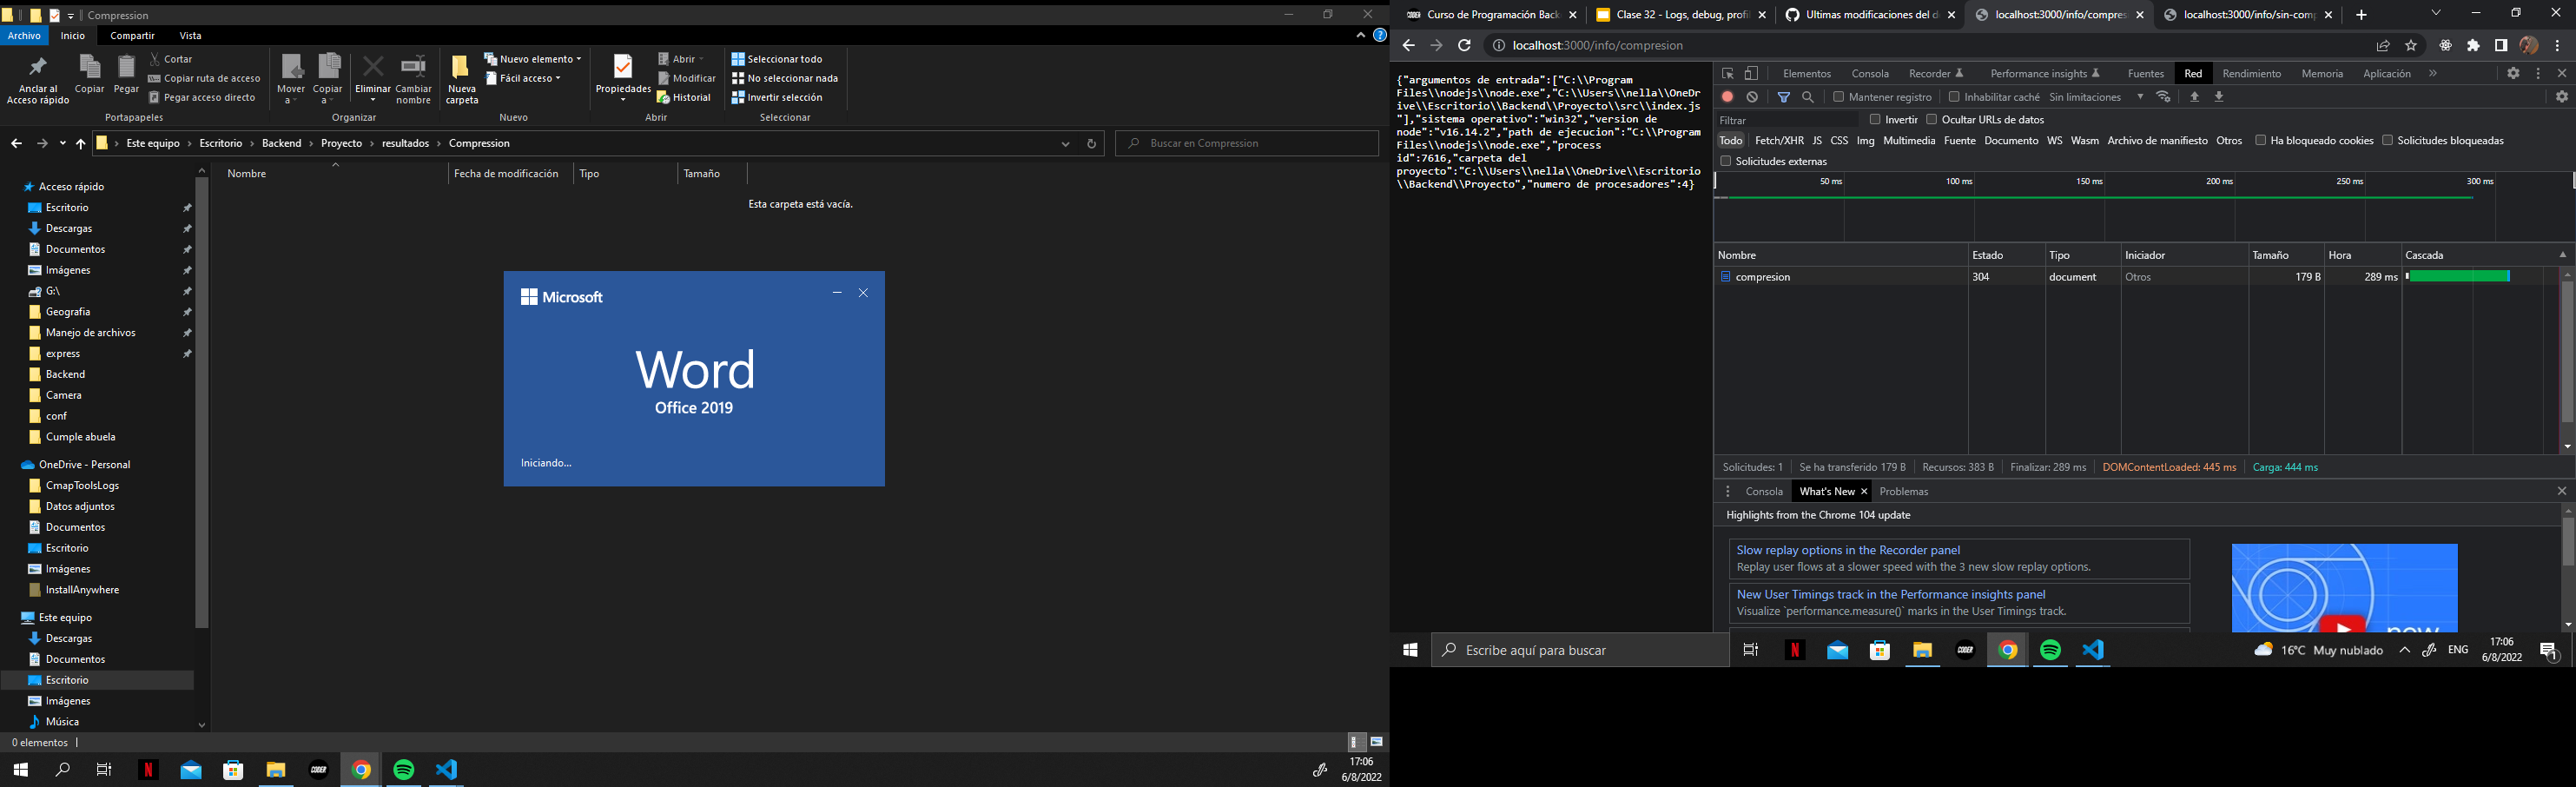 Compression
Archivo Inicio Compartir Vista
Anclar al Acceso rápido
Copiar
Pegar
Cortar
Copiar ruta de acceso
Pegar acceso directo
Portapapeles
Mover a
Copiar a
Eliminar
Cambiar nombre
Organizar
Nueva carpeta
Nuevo elemento
Fácil acceso
Nuevo
Propiedades
Abrir
Modificar
Historial
Abrir
Seleccionar todo
No seleccionar nada
Invertir selección
Seleccionar
Este equipo › Escritorio › Backend › Proyecto › resultados › Compression
Buscar en Compression
Nombre Fecha de modificación Tipo Tamaño
Esta carpeta está vacía.
Acceso rápido
Escritorio
Descargas
Documentos
Imágenes
G:\
Geografia
Manejo de archivos
express
Backend
Camera
conf
Cumple abuela
OneDrive - Personal
CmapToolsLogs
Datos adjuntos
Documentos
Escritorio
Imágenes
InstallAnywhere
Este equipo
Descargas
Documentos
Escritorio
Imágenes
Música
0 elementos
Microsoft
Word
Office 2019
Iniciando...
CODER
17:06
6/8/2022
Curso de Programación Back
Clase 32 - Logs, debug, profil
Ultimas modificaciones del d
localhost:3000/info/compres
localhost:3000/info/sin-comp
localhost:3000/info/compresion
{"argumentos de entrada":["C:\\Program
Files\\nodejs\\node.exe","C:\\Users\\nella\\OneDr
ive\\Escritorio\\Backend\\Proyecto\\src\\index.js
"],"sistema operativo":"win32","version de
node":"v16.14.2","path de ejecucion":"C:\\Program
Files\\nodejs\\node.exe","process
id":7616,"carpeta del
proyecto":"C:\\Users\\nella\\OneDrive\\Escritorio
\\Backend\\Proyecto","numero de procesadores":4}
Elementos Consola Recorder Performance insights Fuentes Red Rendimiento Memoria Aplicación
Mantener registro Inhabilitar caché Sin limitaciones
Filtrar Invertir Ocultar URLs de datos
Todo Fetch/XHR JS CSS Img Multimedia Fuente Documento WS Wasm Archivo de manifiesto Otros Ha bloqueado cookies Solicitudes bloqueadas
Solicitudes externas
50 ms 100 ms 150 ms 200 ms 250 ms 300 ms
Nombre Estado Tipo Iniciador Tamaño Hora Cascada
compresion 304 document Otros 179 B 289 ms
Solicitudes: 1 Se ha transferido 179 B Recursos: 383 B Finalizar: 289 ms DOMContentLoaded: 445 ms Carga: 444 ms
Consola What's New Problemas
Highlights from the Chrome 104 update
Slow replay options in the Recorder panel
Replay user flows at a slower speed with the 3 new slow replay options.
New User Timings track in the Performance insights panel
Visualize `performance.measure()` marks in the User Timings track.
new
Escribe aquí para buscar
CODER
16°C Muy nublado
ENG
17:06
6/8/2022
1